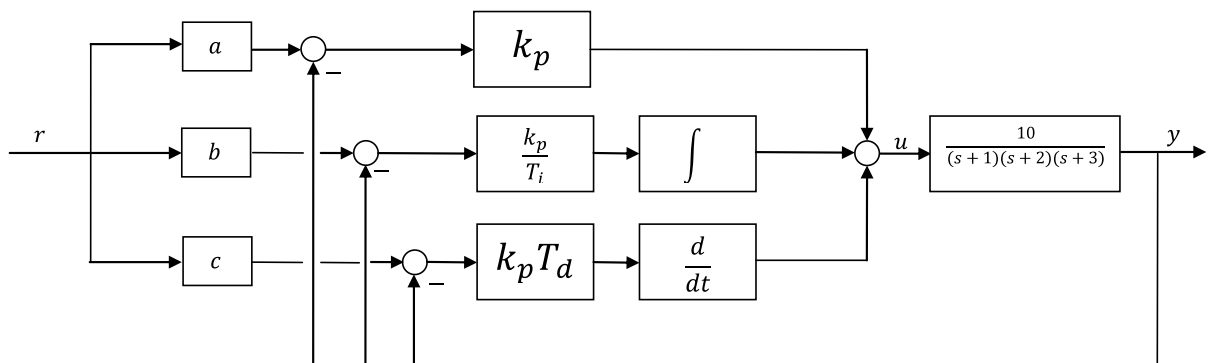 a
k_p
−
r
b
k_p
T_i
∫
−
u
10
(s + 1)(s + 2)(s + 3)
y
c
k_pT_d
d
dt
−